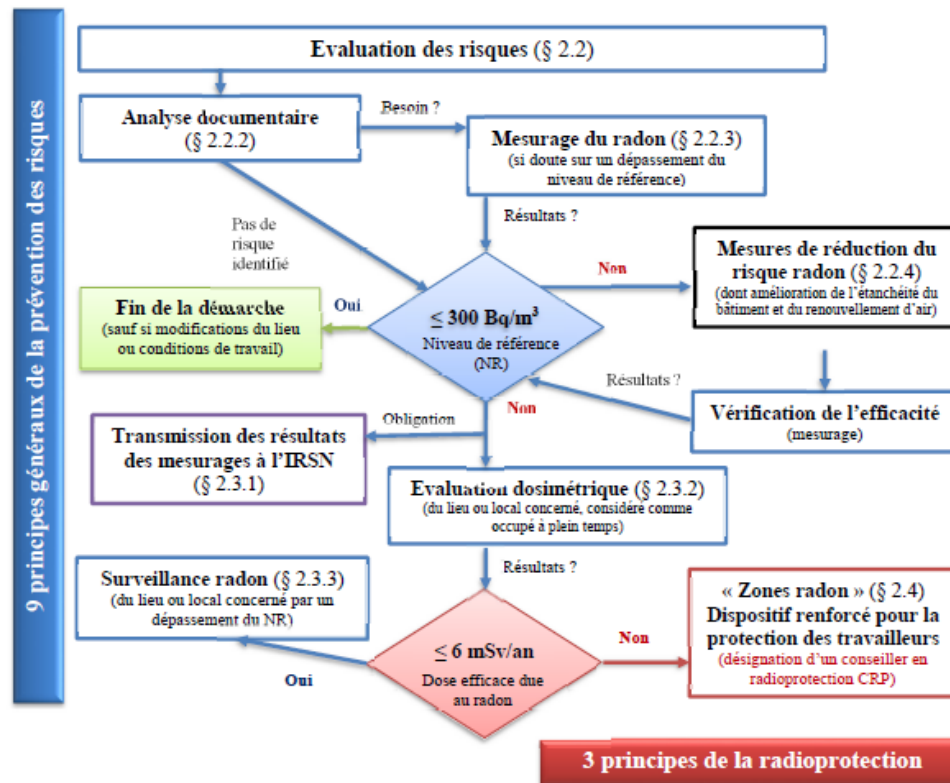 9 principes généraux de la prévention des risques
Evaluation des risques (§ 2.2)
Analyse documentaire
(§ 2.2.2)
Besoin ?
Mesurage du radon (§ 2.2.3)
(si doute sur un dépassement du
niveau de référence)
Pas de
risque
identifié
Résultats ?
Non
Mesures de réduction du
risque radon (§ 2.2.4)
(dont amélioration de l'étanchéité du
bâtiment et du renouvellement d'air)
Fin de la démarche
(sauf si modifications du lieu
ou conditions de travail)
Oui
≤ 300 Bq/m³
Niveau de référence
(NR)
Résultats ?
Vérification de l'efficacité
(mesurage)
Non
Obligation
Transmission des résultats
des mesurages à l'IRSN
(§ 2.3.1)
Evaluation dosimétrique (§ 2.3.2)
(du lieu ou local concerné, considéré comme
occupé à plein temps)
Résultats ?
Surveillance radon (§ 2.3.3)
(du lieu ou local concerné par un
dépassement du NR)
Oui
≤ 6 mSv/an
Dose efficace due
au radon
Non
« Zones radon » (§ 2.4)
Dispositif renforcé pour la
protection des travailleurs
(désignation d'un conseiller en
radioprotection CRP)
3 principes de la radioprotection